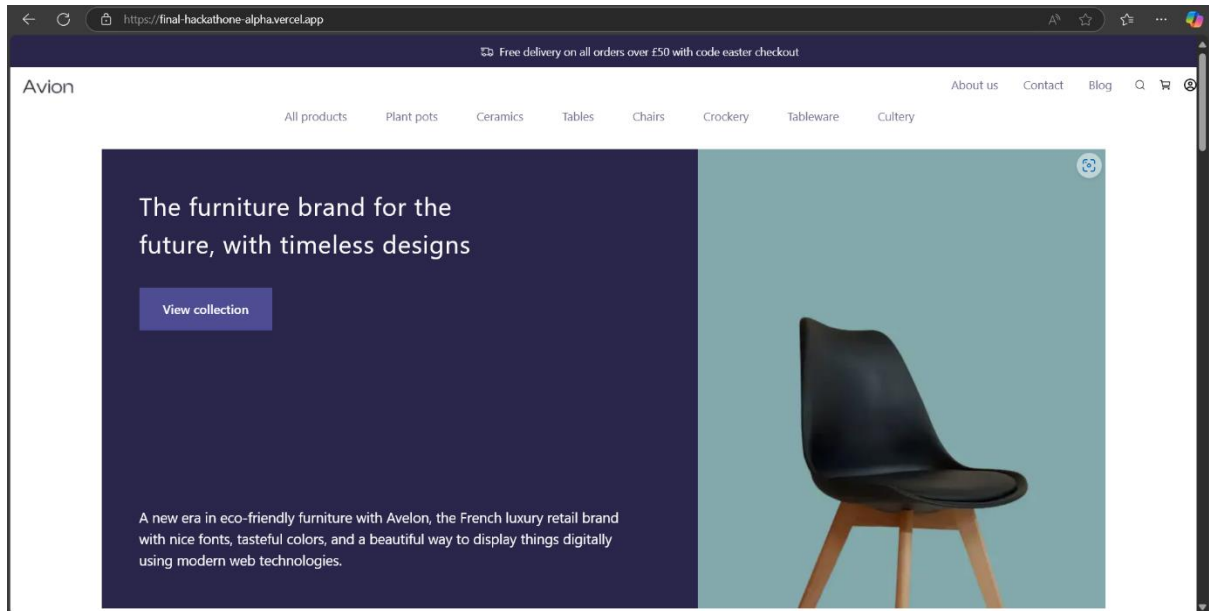 https://final-hackathone-alpha.vercel.app
Free delivery on all orders over £50 with code easter checkout
Avion
About us Contact Blog
All products Plant pots Ceramics Tables Chairs Crockery Tableware Cultery
The furniture brand for the
future, with timeless designs
View collection
A new era in eco-friendly furniture with Avelon, the French luxury retail brand
with nice fonts, tasteful colors, and a beautiful way to display things digitally
using modern web technologies.